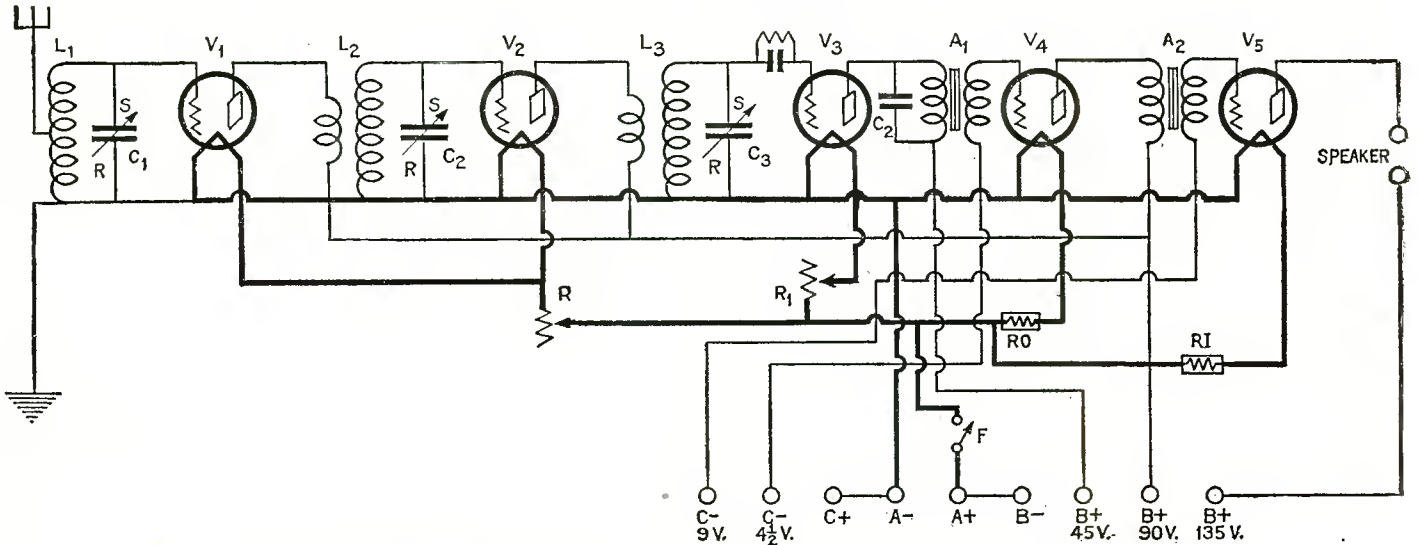 L1 V1 L2 V2 L3 V3 A1 V4 A2 V5
S S S
C1 C2 C3 C2
R R R
SPEAKER
R R1
RO RI
F
C- C- C+ A- A+ B- B+ B+ B+
9 V. 4½ V. 45 V. 90 V. 135 V.